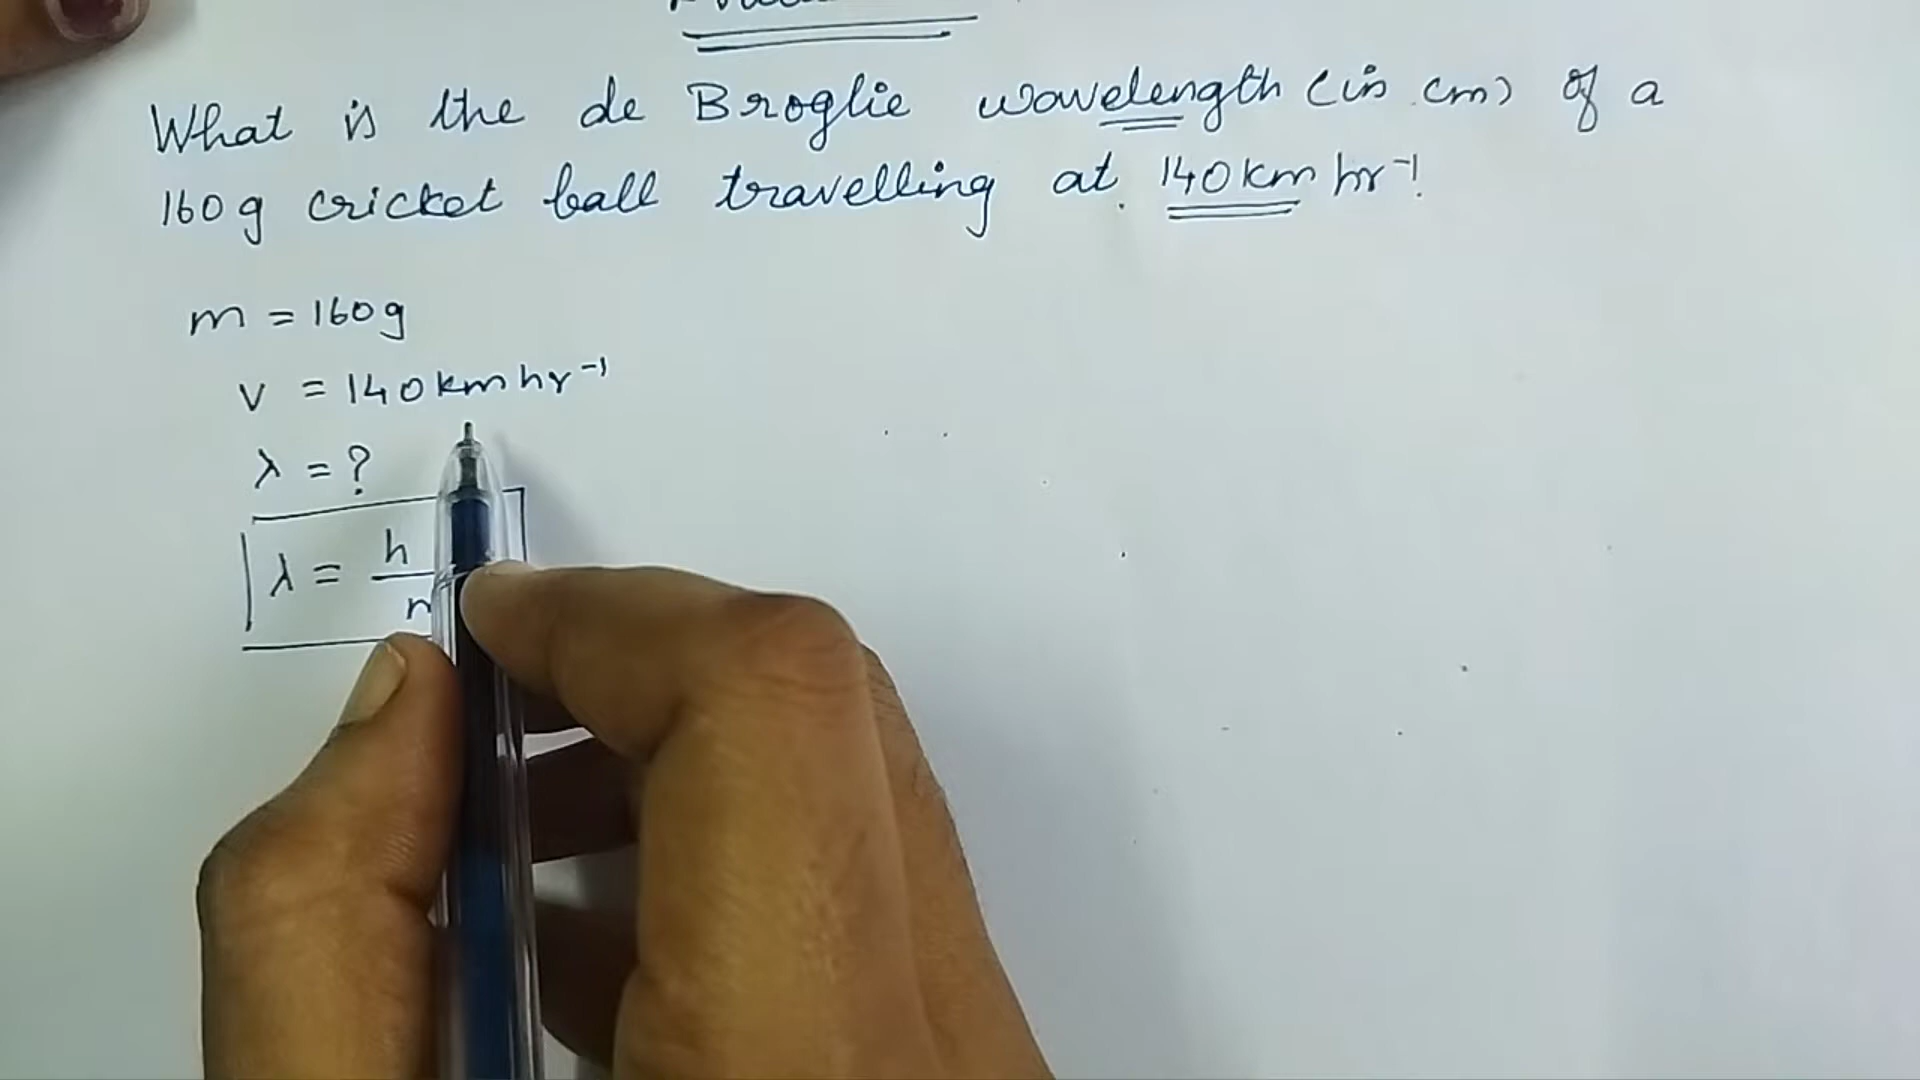 What is the de Broglie wavelength (in cm) of a
160g cricket ball travelling at 140 km hr⁻¹.
m = 160g
v = 140 km hr⁻¹
λ = ?
λ = h